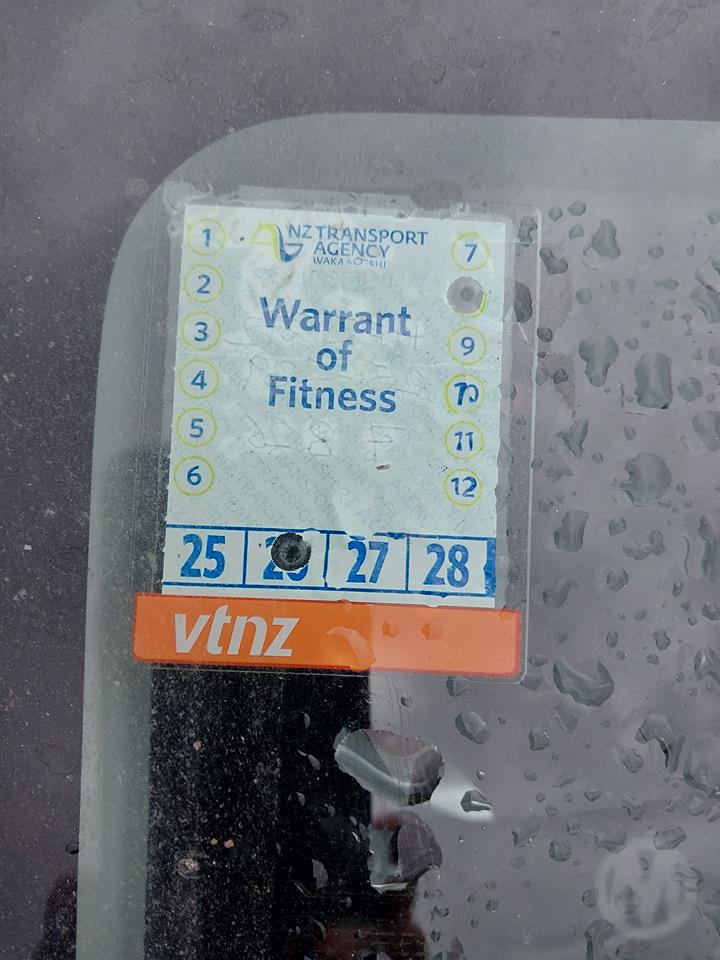 1
NZ TRANSPORT
AGENCY
WAKA KOTAHI
7
2
Warrant
of
Fitness
3
9
4
10
5
11
6
12
25
27
28
vtnz